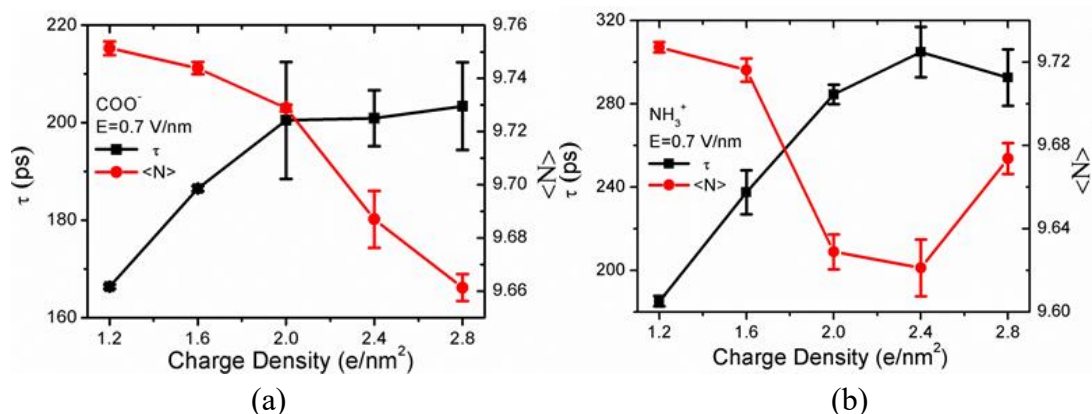 220
200
180
160
τ (ps)
COO⁻
E=0.7 V/nm
τ
<N>
9.76
9.74
9.72
9.70
9.68
9.66
<N>
1.2 1.6 2.0 2.4 2.8
Charge Density (e/nm²)
(a)
320
280
240
200
160
τ (ps)
NH₃⁺
E=0.7 V/nm
τ
<N>
9.72
9.68
9.64
9.60
<N>
1.2 1.6 2.0 2.4 2.8
Charge Density (e/nm²)
(b)